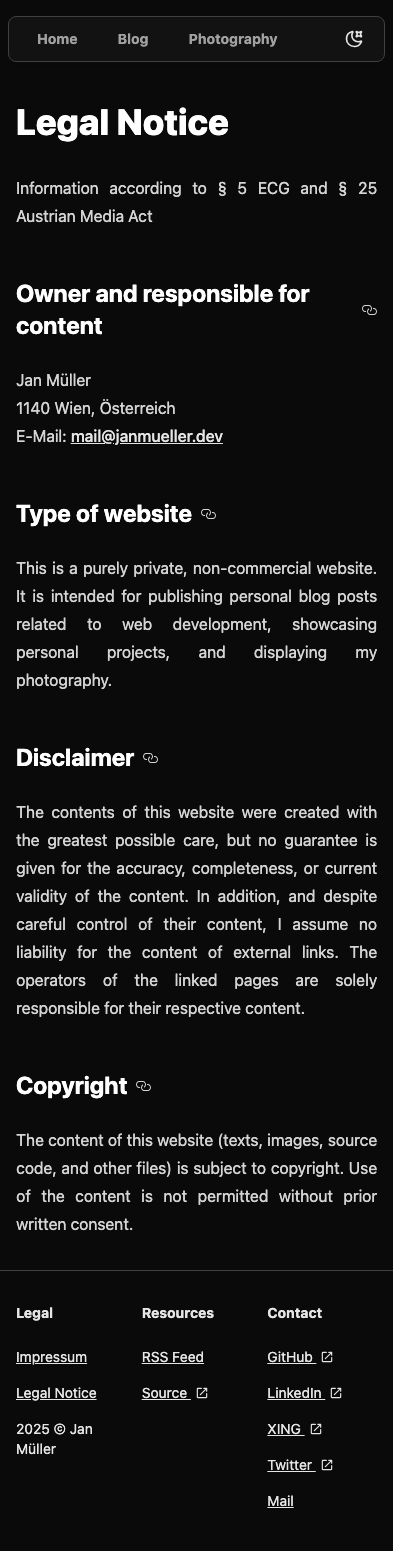 Home Blog Photography
Legal Notice
Information according to § 5 ECG and § 25
Austrian Media Act
Owner and responsible for
content
Jan Müller
1140 Wien, Österreich
E-Mail: mail@janmueller.dev
Type of website
This is a purely private, non-commercial website.
It is intended for publishing personal blog posts
related to web development, showcasing
personal projects, and displaying my
photography.
Disclaimer
The contents of this website were created with
the greatest possible care, but no guarantee is
given for the accuracy, completeness, or current
validity of the content. In addition, and despite
careful control of their content, I assume no
liability for the content of external links. The
operators of the linked pages are solely
responsible for their respective content.
Copyright
The content of this website (texts, images, source
code, and other files) is subject to copyright. Use
of the content is not permitted without prior
written consent.
Legal
Impressum
Legal Notice
2025 © Jan
Müller
Resources
RSS Feed
Source
Contact
GitHub
LinkedIn
XING
Twitter
Mail